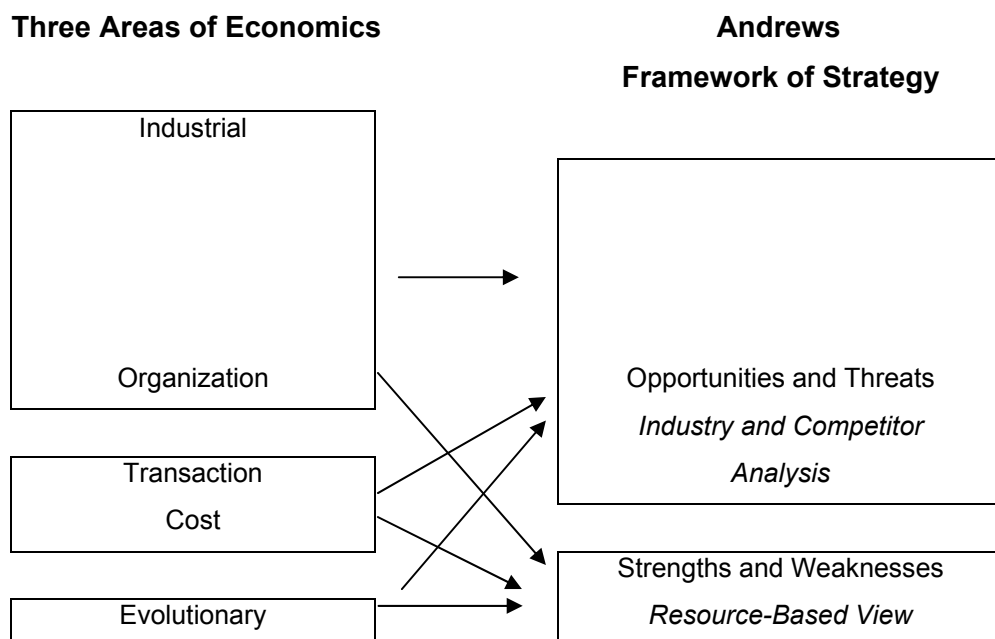 Three Areas of Economics
Andrews
Framework of Strategy
Industrial
Organization
Transaction
Cost
Evolutionary
Opportunities and Threats
Industry and Competitor
Analysis
Strengths and Weaknesses
Resource-Based View